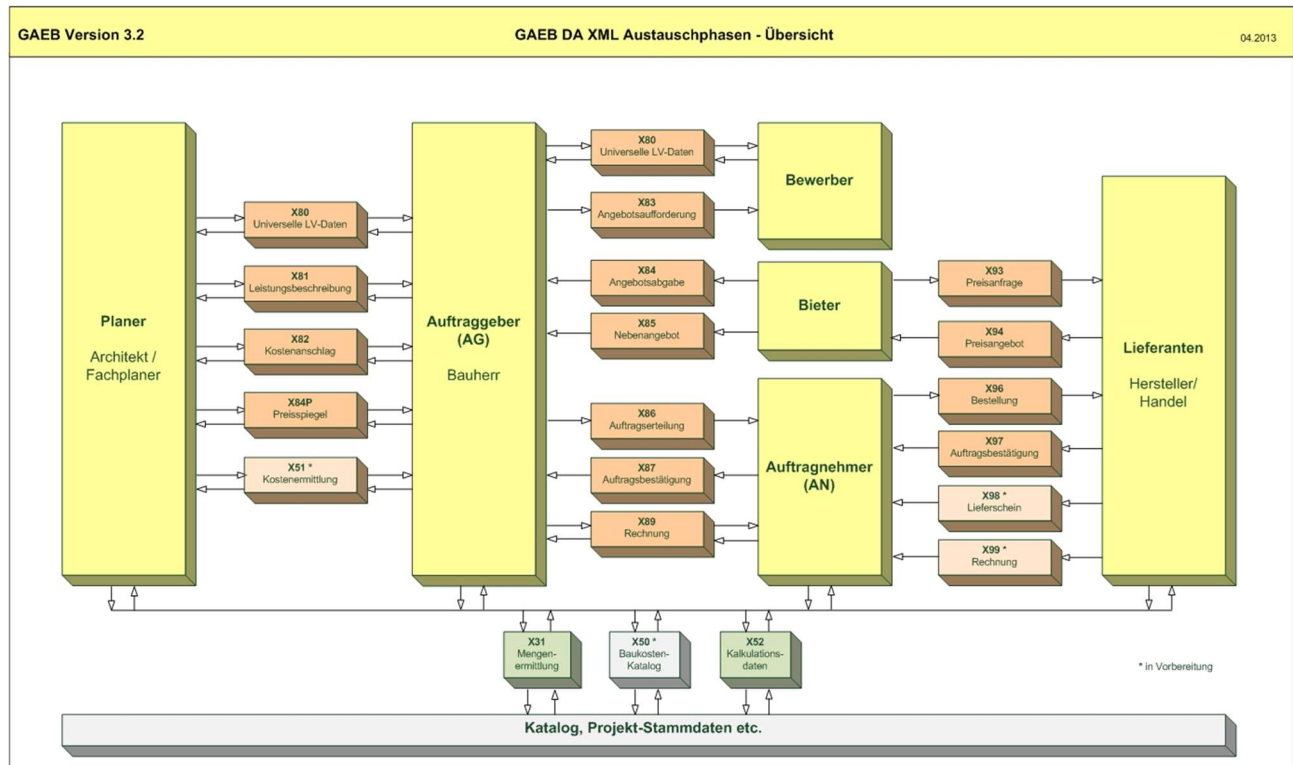 GAEB Version 3.2
GAEB DA XML Austauschphasen - Übersicht
04.2013
Planer
Architekt /
Fachplaner
X80
Universelle LV-Daten
X81
Leistungsbeschreibung
X82
Kostenanschlag
X84P
Preisspiegel
X51 *
Kostenermittlung
Auftraggeber
(AG)
Bauherr
X80
Universelle LV-Daten
X83
Angebotsaufforderung
X84
Angebotsabgabe
X85
Nebenangebot
X86
Auftragserteilung
X87
Auftragsbestätigung
X89
Rechnung
Bewerber
Bieter
Auftragnehmer
(AN)
X93
Preisanfrage
X94
Preisangebot
X96
Bestellung
X97
Auftragsbestätigung
X98 *
Lieferschein
X99 *
Rechnung
Lieferanten
Hersteller/
Handel
X31
Mengen-
ermittlung
X50 *
Baukosten-
Katalog
X52
Kalkulations-
daten
* in Vorbereitung
Katalog, Projekt-Stammdaten etc.